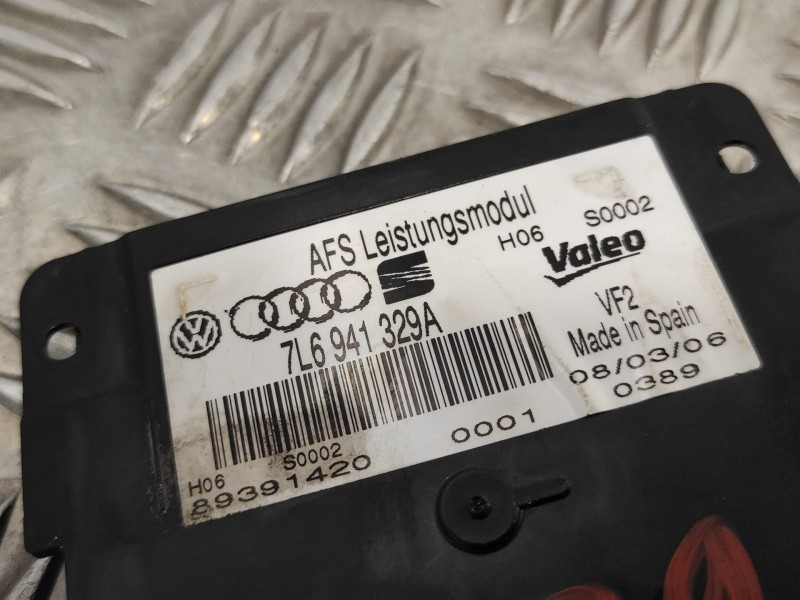 AFS Leistungsmodul
H06 S0002
Valeo
VW
7L6 941 329A
VF2
Made in Spain
08/03/06
0389
H06 S0002 0001
89391420